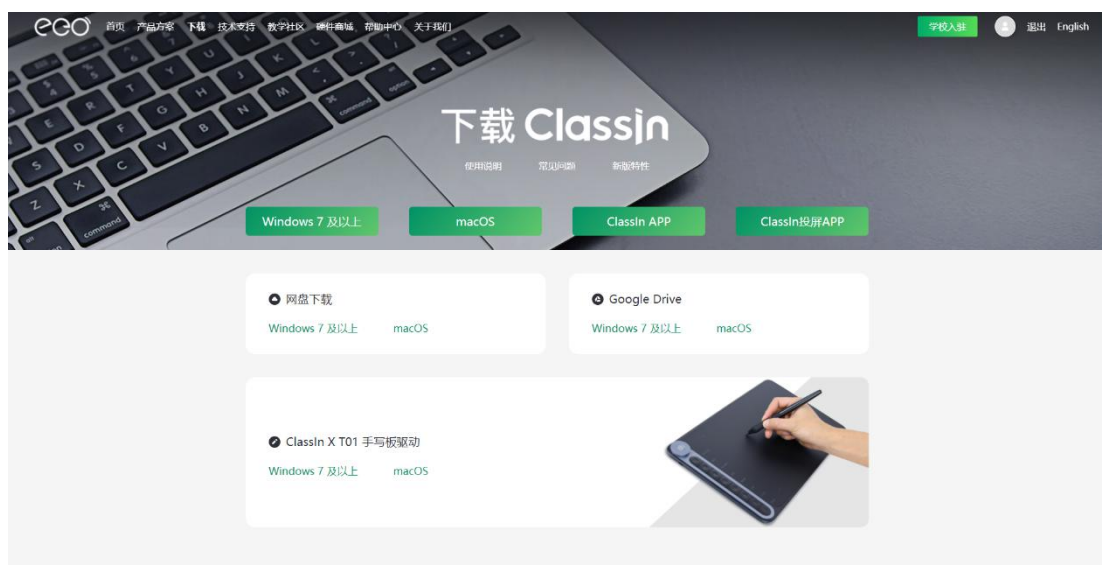 eeo 首页 产品方案 下载 技术支持 教学社区 硬件商城 帮助中心 关于我们 学校入驻 退出 English
下载 ClassIn
使用说明 常见问题 新版特性
Windows 7 及以上 macOS ClassIn APP ClassIn投屏APP
网盘下载 Google Drive
Windows 7 及以上 macOS Windows 7 及以上 macOS
ClassIn X T01 手写板驱动
Windows 7 及以上 macOS